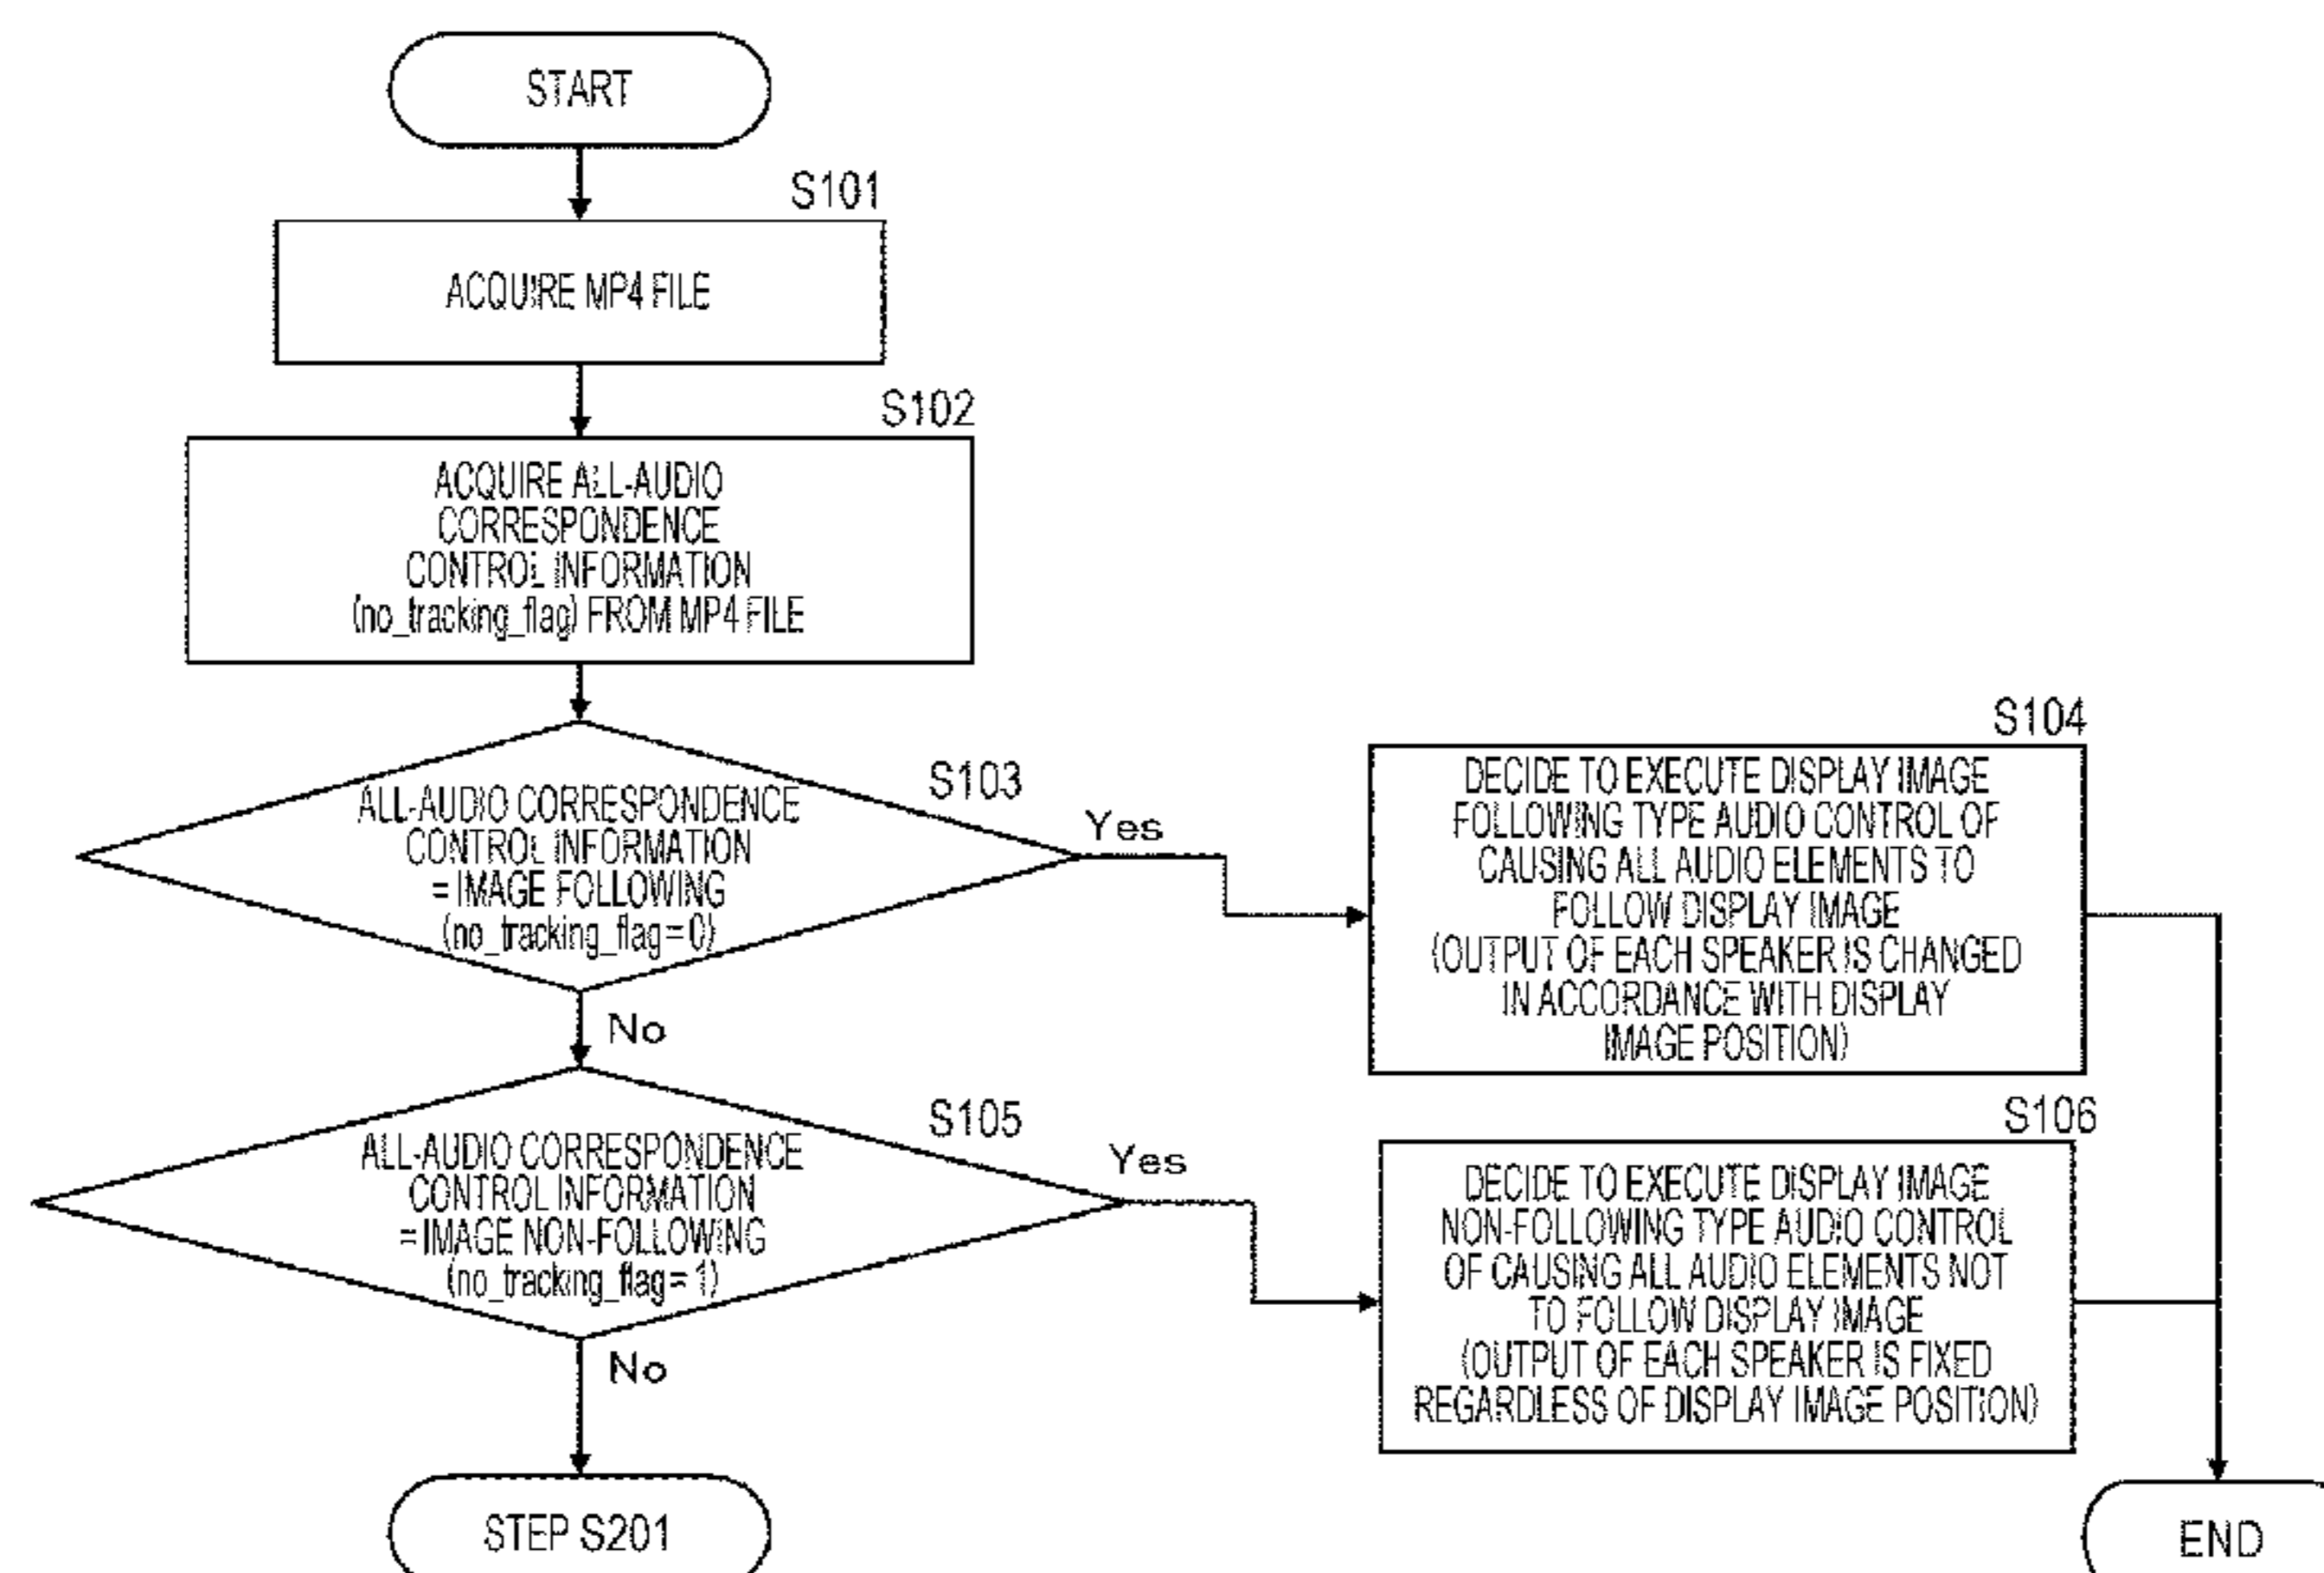 START
S101
ACQUIRE MP4 FILE
S102
ACQUIRE ALL-AUDIO
CORRESPONDENCE
CONTROL INFORMATION
(no_tracking_flag) FROM MP4 FILE
S103
ALL-AUDIO CORRESPONDENCE
CONTROL INFORMATION
= IMAGE FOLLOWING
(no_tracking_flag = 0)
Yes
No
S104
DECIDE TO EXECUTE DISPLAY IMAGE
FOLLOWING TYPE AUDIO CONTROL OF
CAUSING ALL AUDIO ELEMENTS TO
FOLLOW DISPLAY IMAGE
(OUTPUT OF EACH SPEAKER IS CHANGED
IN ACCORDANCE WITH DISPLAY
IMAGE POSITION)
S105
ALL-AUDIO CORRESPONDENCE
CONTROL INFORMATION
= IMAGE NON-FOLLOWING
(no_tracking_flag = 1)
Yes
No
S106
DECIDE TO EXECUTE DISPLAY IMAGE
NON-FOLLOWING TYPE AUDIO CONTROL
OF CAUSING ALL AUDIO ELEMENTS NOT
TO FOLLOW DISPLAY IMAGE
(OUTPUT OF EACH SPEAKER IS FIXED
REGARDLESS OF DISPLAY IMAGE POSITION)
STEP S201
END